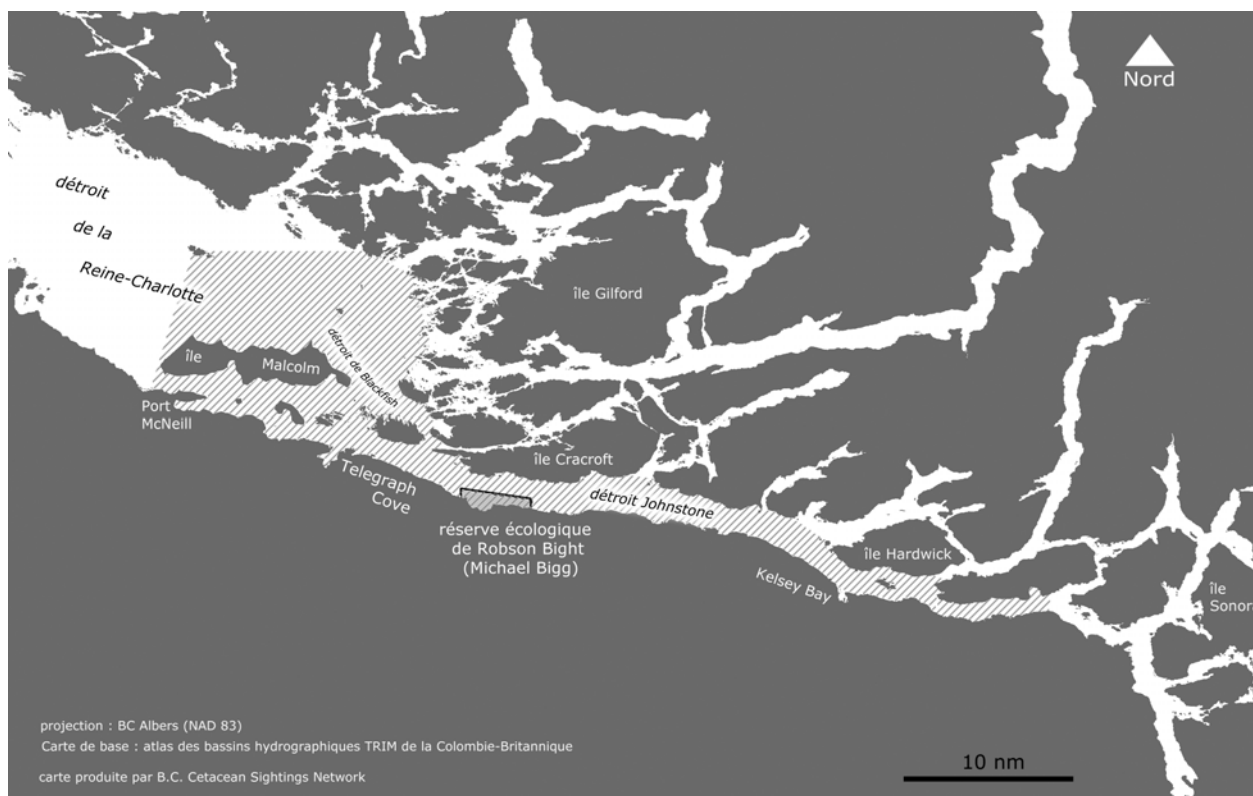 Nord
détroit
de la
Reine-Charlotte
île Gilford
île
Malcolm
détroit de Blackfish
Port
McNeill
Telegraph
Cove
île Cracroft
détroit Johnstone
réserve écologique
de Robson Bight
(Michael Bigg)
île Hardwick
Kelsey Bay
île
Sonora
projection : BC Albers (NAD 83)
Carte de base : atlas des bassins hydrographiques TRIM de la Colombie-Britannique
carte produite par B.C. Cetacean Sightings Network
10 nm